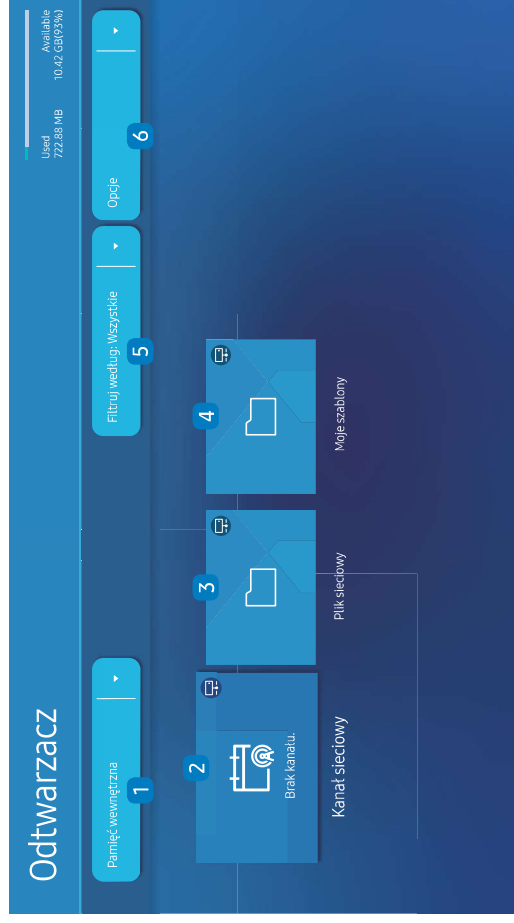 Odtwarzacz
Used
722.88 MB
Available
10.42 GB(93%)
Pamięć wewnętrzna
1
Filtruj według: Wszystkie
5
Opcje
6
2
Brak kanału.
Kanał sieciowy
3
Plik sieciowy
4
Moje szablony